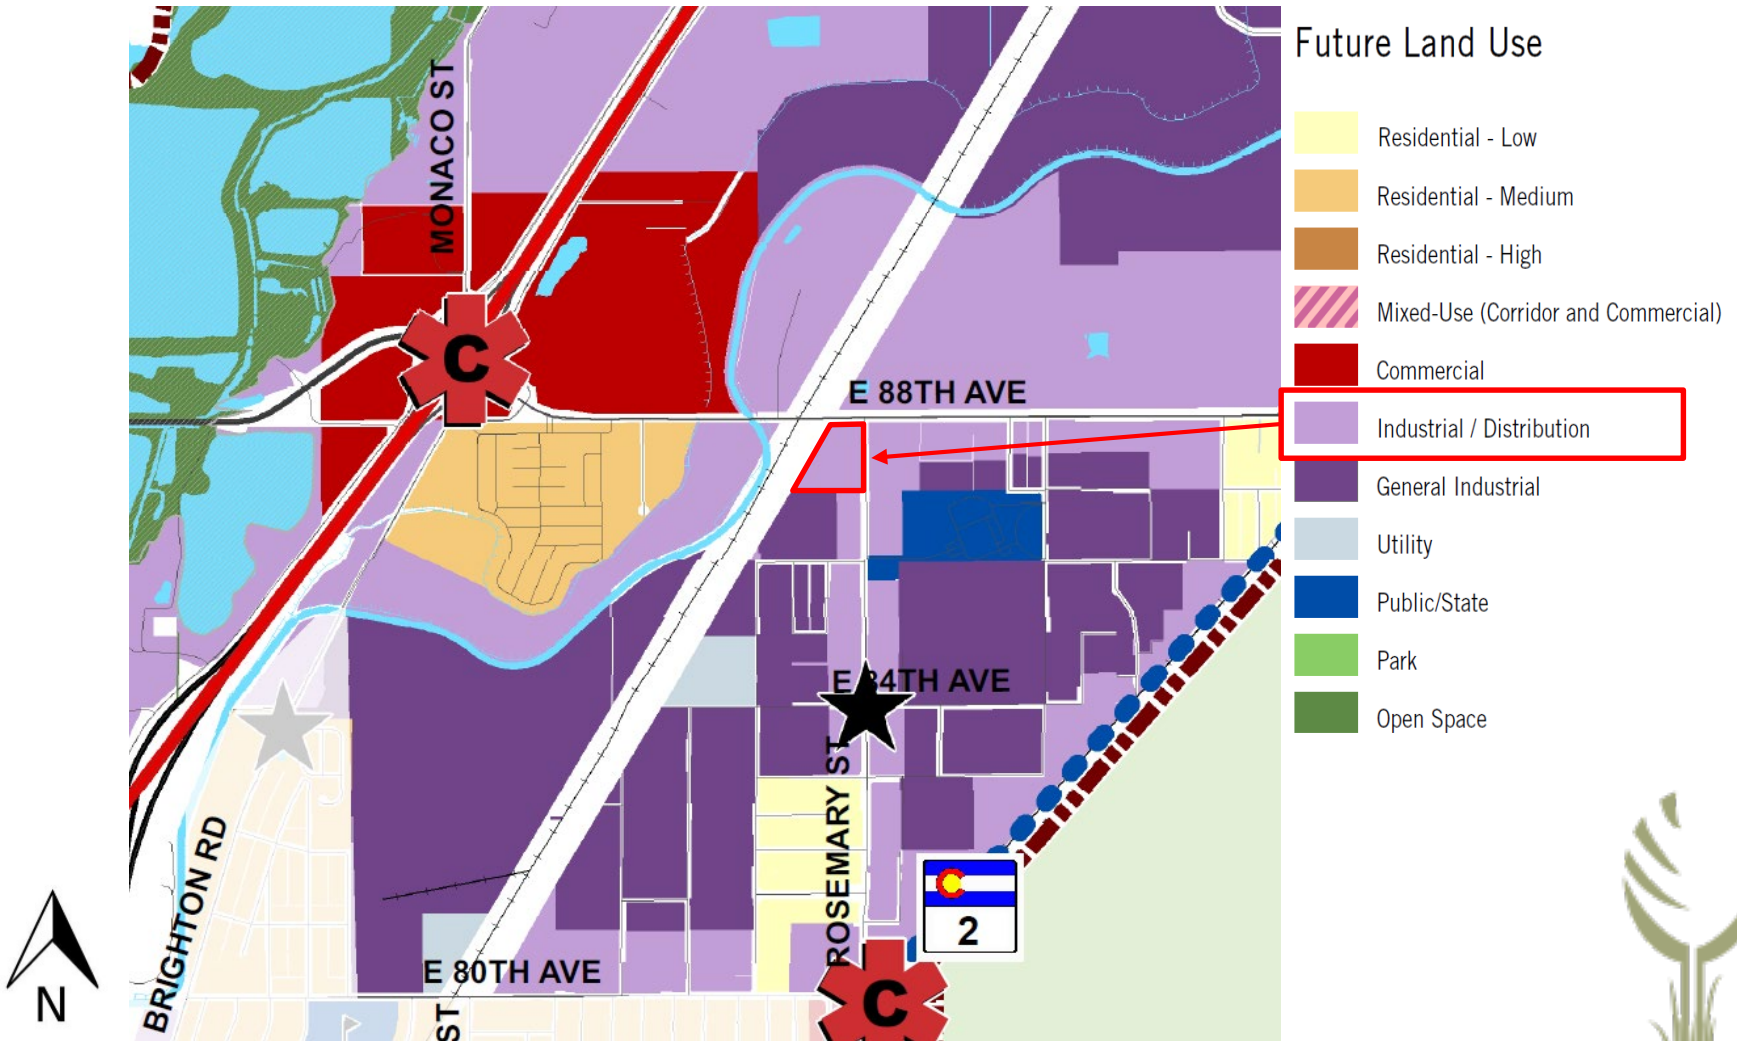 Future Land Use
Residential - Low
Residential - Medium
Residential - High
Mixed-Use (Corridor and Commercial)
Commercial
Industrial / Distribution
General Industrial
Utility
Public/State
Park
Open Space
MONACO ST
C
E 88TH AVE
E 84TH AVE
ROSEMARY ST
2
BRIGHTON RD
E 80TH AVE
ST
C
N